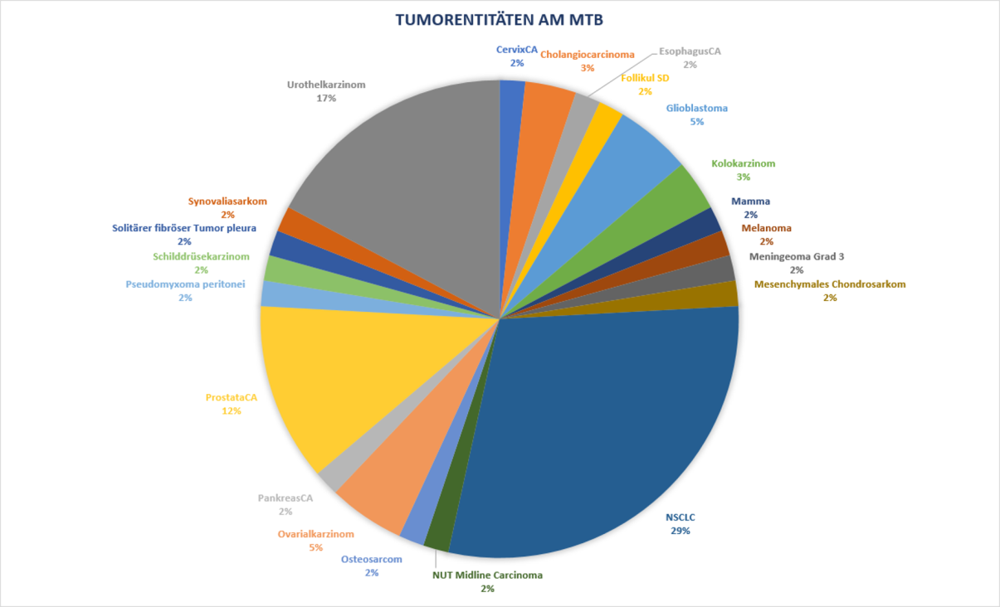 TUMORENTITÄTEN AM MTB
CervixCA
2%
Cholangiocarcinoma
3%
EsophagusCA
2%
Follikul SD
2%
Glioblastoma
5%
Kolokarzinom
3%
Mamma
2%
Melanoma
2%
Meningeoma Grad 3
2%
Mesenchymales Chondrosarkom
2%
NSCLC
29%
NUT Midline Carcinoma
2%
Osteosarcom
2%
Ovarialkarzinom
5%
PankreasCA
2%
ProstataCA
12%
Pseudomyxoma peritonei
2%
Schilddrüsekarzinom
2%
Solitärer fibröser Tumor pleura
2%
Synovaliasarkom
2%
Urothelkarzinom
17%